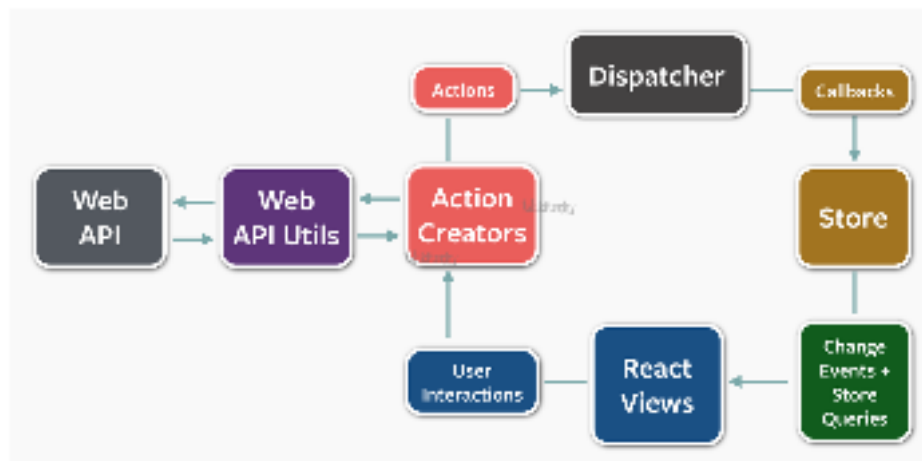 Actions
Dispatcher
Callbacks
Web
API
Web
API Utils
Action
Creators
Store
User
Interactions
React
Views
Change
Events +
Store
Queries